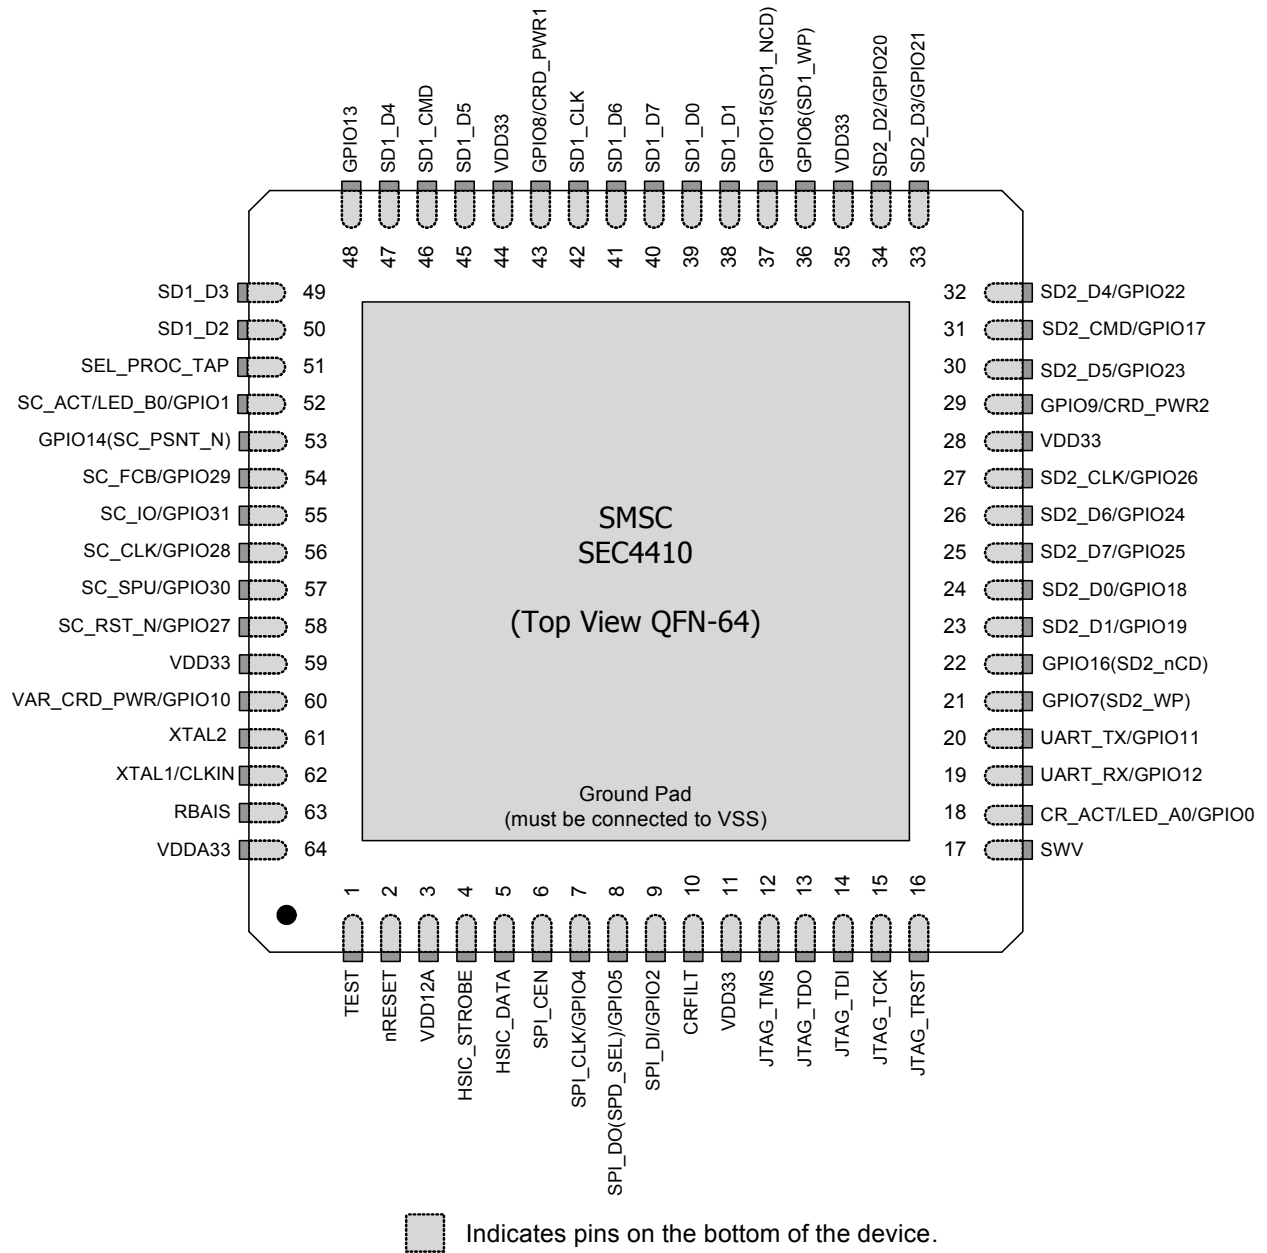 GPIO13
SD1_D4
SD1_CMD
SD1_D5
VDD33
GPIO8/CRD_PWR1
SD1_CLK
SD1_D6
SD1_D7
SD1_D0
SD1_D1
GPIO15(SD1_NCD)
GPIO6(SD1_WP)
VDD33
SD2_D2/GPIO20
SD2_D3/GPIO21
48
47
46
45
44
43
42
41
40
39
38
37
36
35
34
33
SD1_D3 49
SD1_D2 50
SEL_PROC_TAP 51
SC_ACT/LED_B0/GPIO1 52
GPIO14(SC_PSNT_N) 53
SC_FCB/GPIO29 54
SC_IO/GPIO31 55
SC_CLK/GPIO28 56
SC_SPU/GPIO30 57
SC_RST_N/GPIO27 58
VDD33 59
VAR_CRD_PWR/GPIO10 60
XTAL2 61
XTAL1/CLKIN 62
RBAIS 63
VDDA33 64
SMSC
SEC4410
(Top View QFN-64)
Ground Pad
(must be connected to VSS)
32 SD2_D4/GPIO22
31 SD2_CMD/GPIO17
30 SD2_D5/GPIO23
29 GPIO9/CRD_PWR2
28 VDD33
27 SD2_CLK/GPIO26
26 SD2_D6/GPIO24
25 SD2_D7/GPIO25
24 SD2_D0/GPIO18
23 SD2_D1/GPIO19
22 GPIO16(SD2_nCD)
21 GPIO7(SD2_WP)
20 UART_TX/GPIO11
19 UART_RX/GPIO12
18 CR_ACT/LED_A0/GPIO0
17 SWV
1
2
3
4
5
6
7
8
9
10
11
12
13
14
15
16
TEST
nRESET
VDD12A
HSIC_STROBE
HSIC_DATA
SPI_CEN
SPI_CLK/GPIO4
SPI_DO(SPD_SEL)/GPIO5
SPI_DI/GPIO2
CRFILT
VDD33
JTAG_TMS
JTAG_TDO
JTAG_TDI
JTAG_TCK
JTAG_TRST
Indicates pins on the bottom of the device.